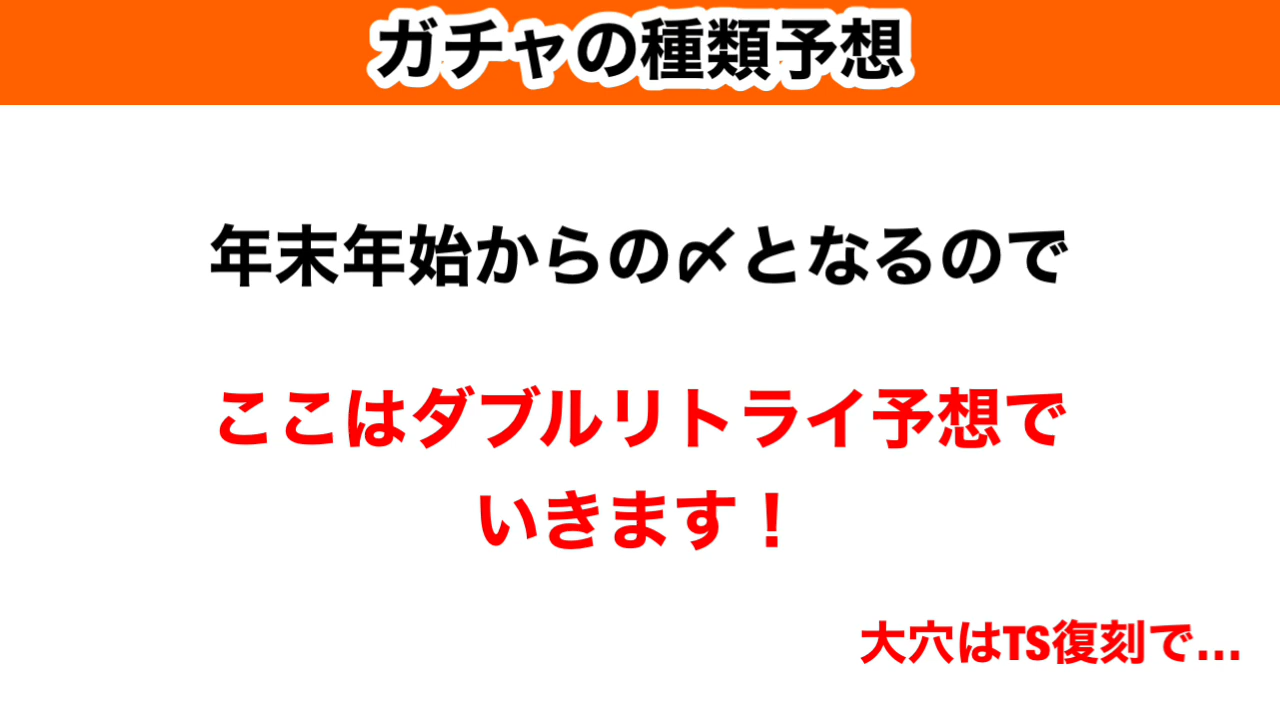 ガチャの種類予想
年末年始からの〆となるので
ここはダブルリトライ予想で
いきます！
大穴はTS復刻で…